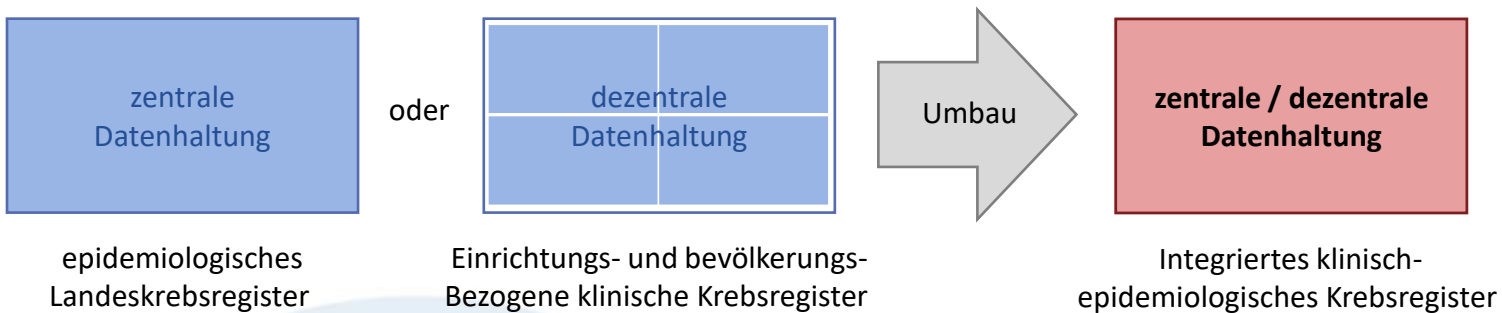 zentrale
Datenhaltung
oder
dezentrale
Datenhaltung
Umbau
zentrale / dezentrale
Datenhaltung
epidemiologisches
Landeskrebsregister
Einrichtungs- und bevölkerungs-
Bezogene klinische Krebsregister
Integriertes klinisch-
epidemiologisches Krebsregister